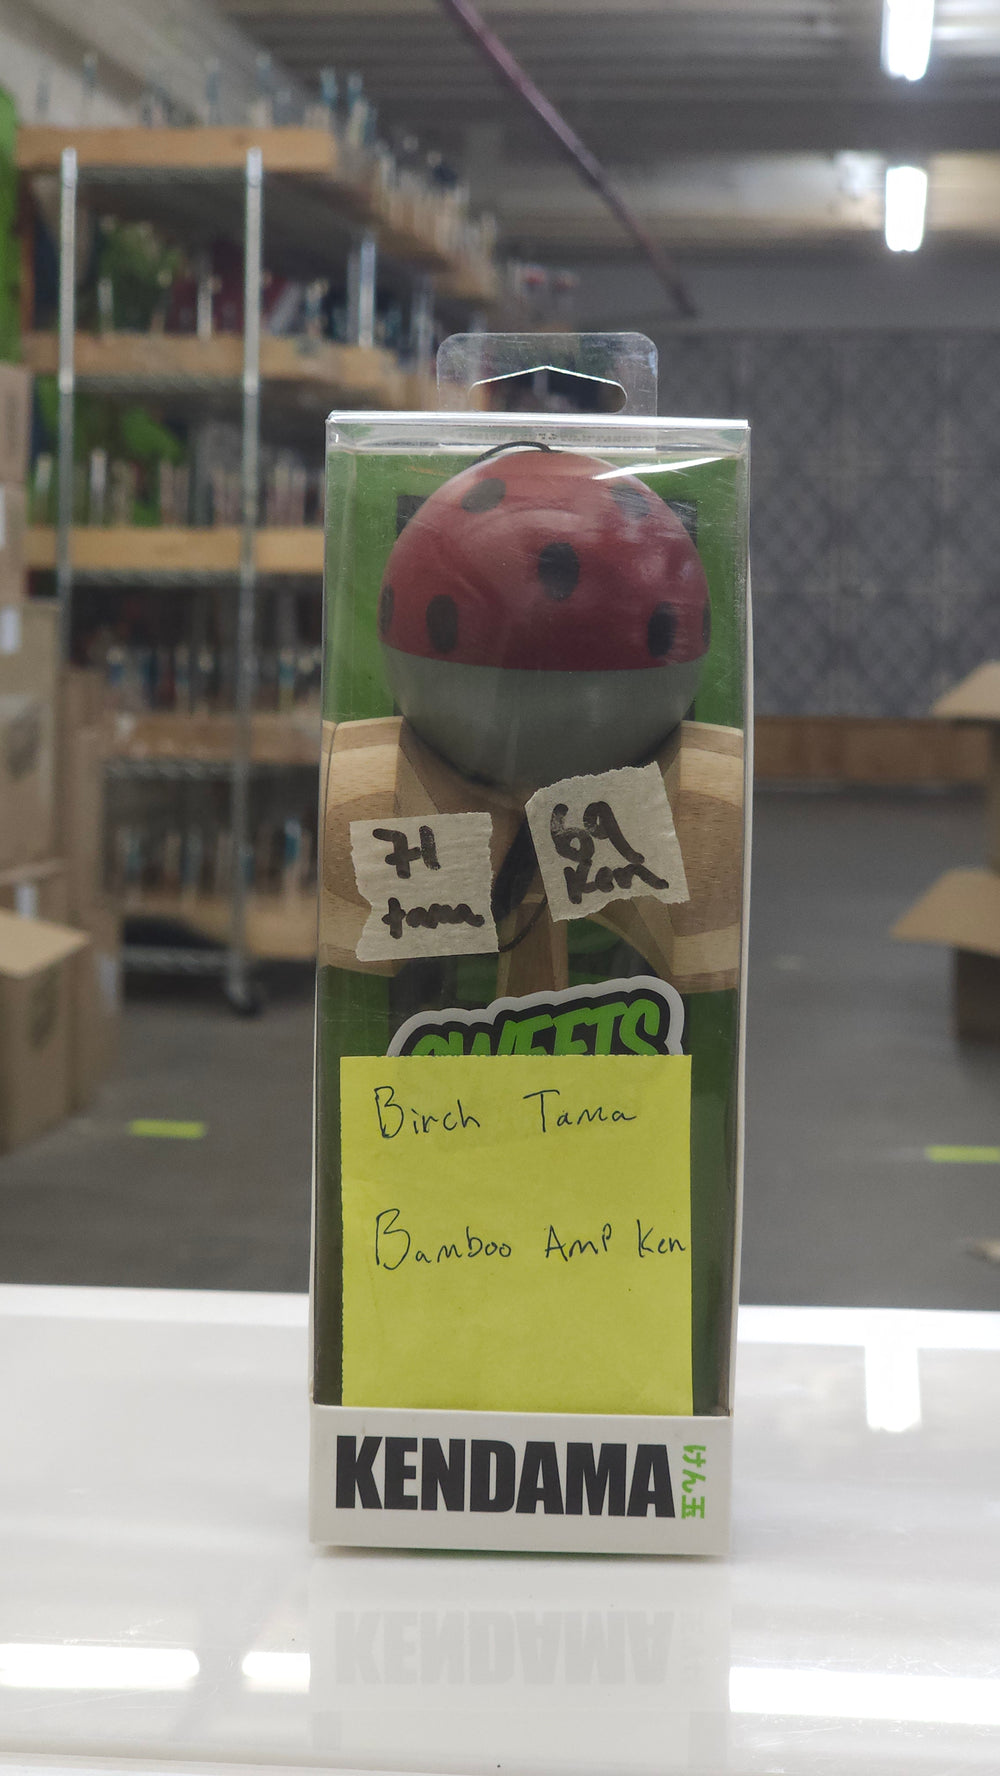 71
tama
69
Ken
SWEETS
Birch Tama
Bamboo Amp Ken
KENDAMA けん玉